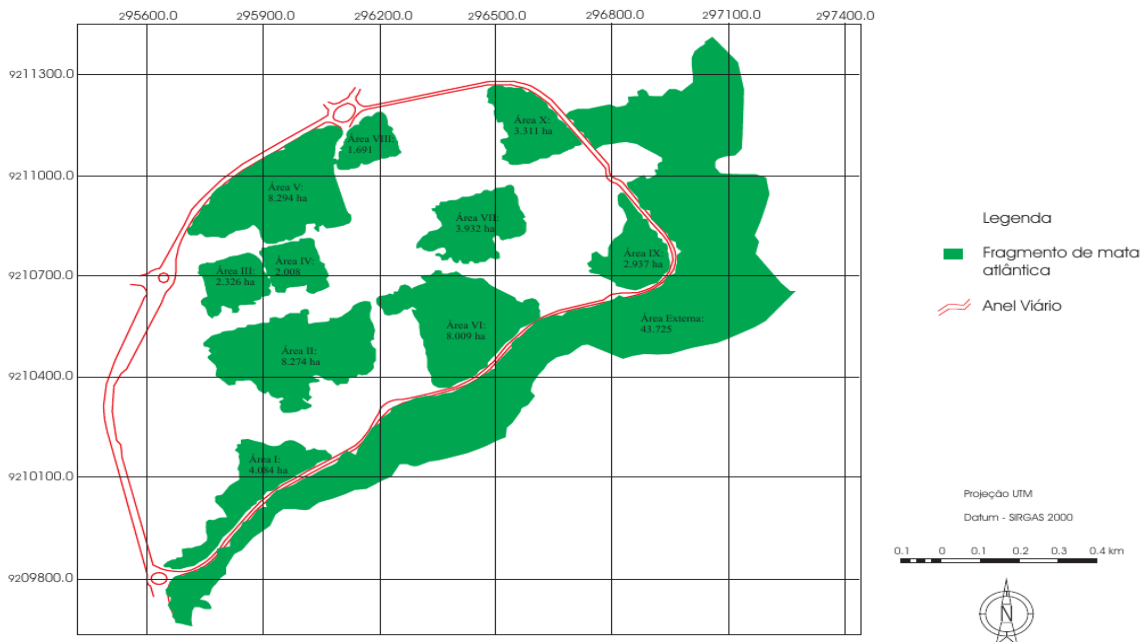 295600.0 295900.0 296200.0 296500.0 296800.0 297100.0 297400.0
9211300.0
9211000.0
9210700.0
9210400.0
9210100.0
9209800.0
Área X:
3.311 ha
Área VIII:
1.691
Área V:
8.294 ha
Área VII:
3.932 ha
Área IX:
2.937 ha
Área IV:
2.008
Área III:
2.326 ha
Área VI:
8.009 ha
Área Externa:
43.725
Área II:
8.274 ha
Área I:
4.084 ha
Legenda
Fragmento de mata
atlântica
Anel Viário
Projeção UTM
Datum - SIRGAS 2000
0.1 0 0.1 0.2 0.3 0.4 km
N